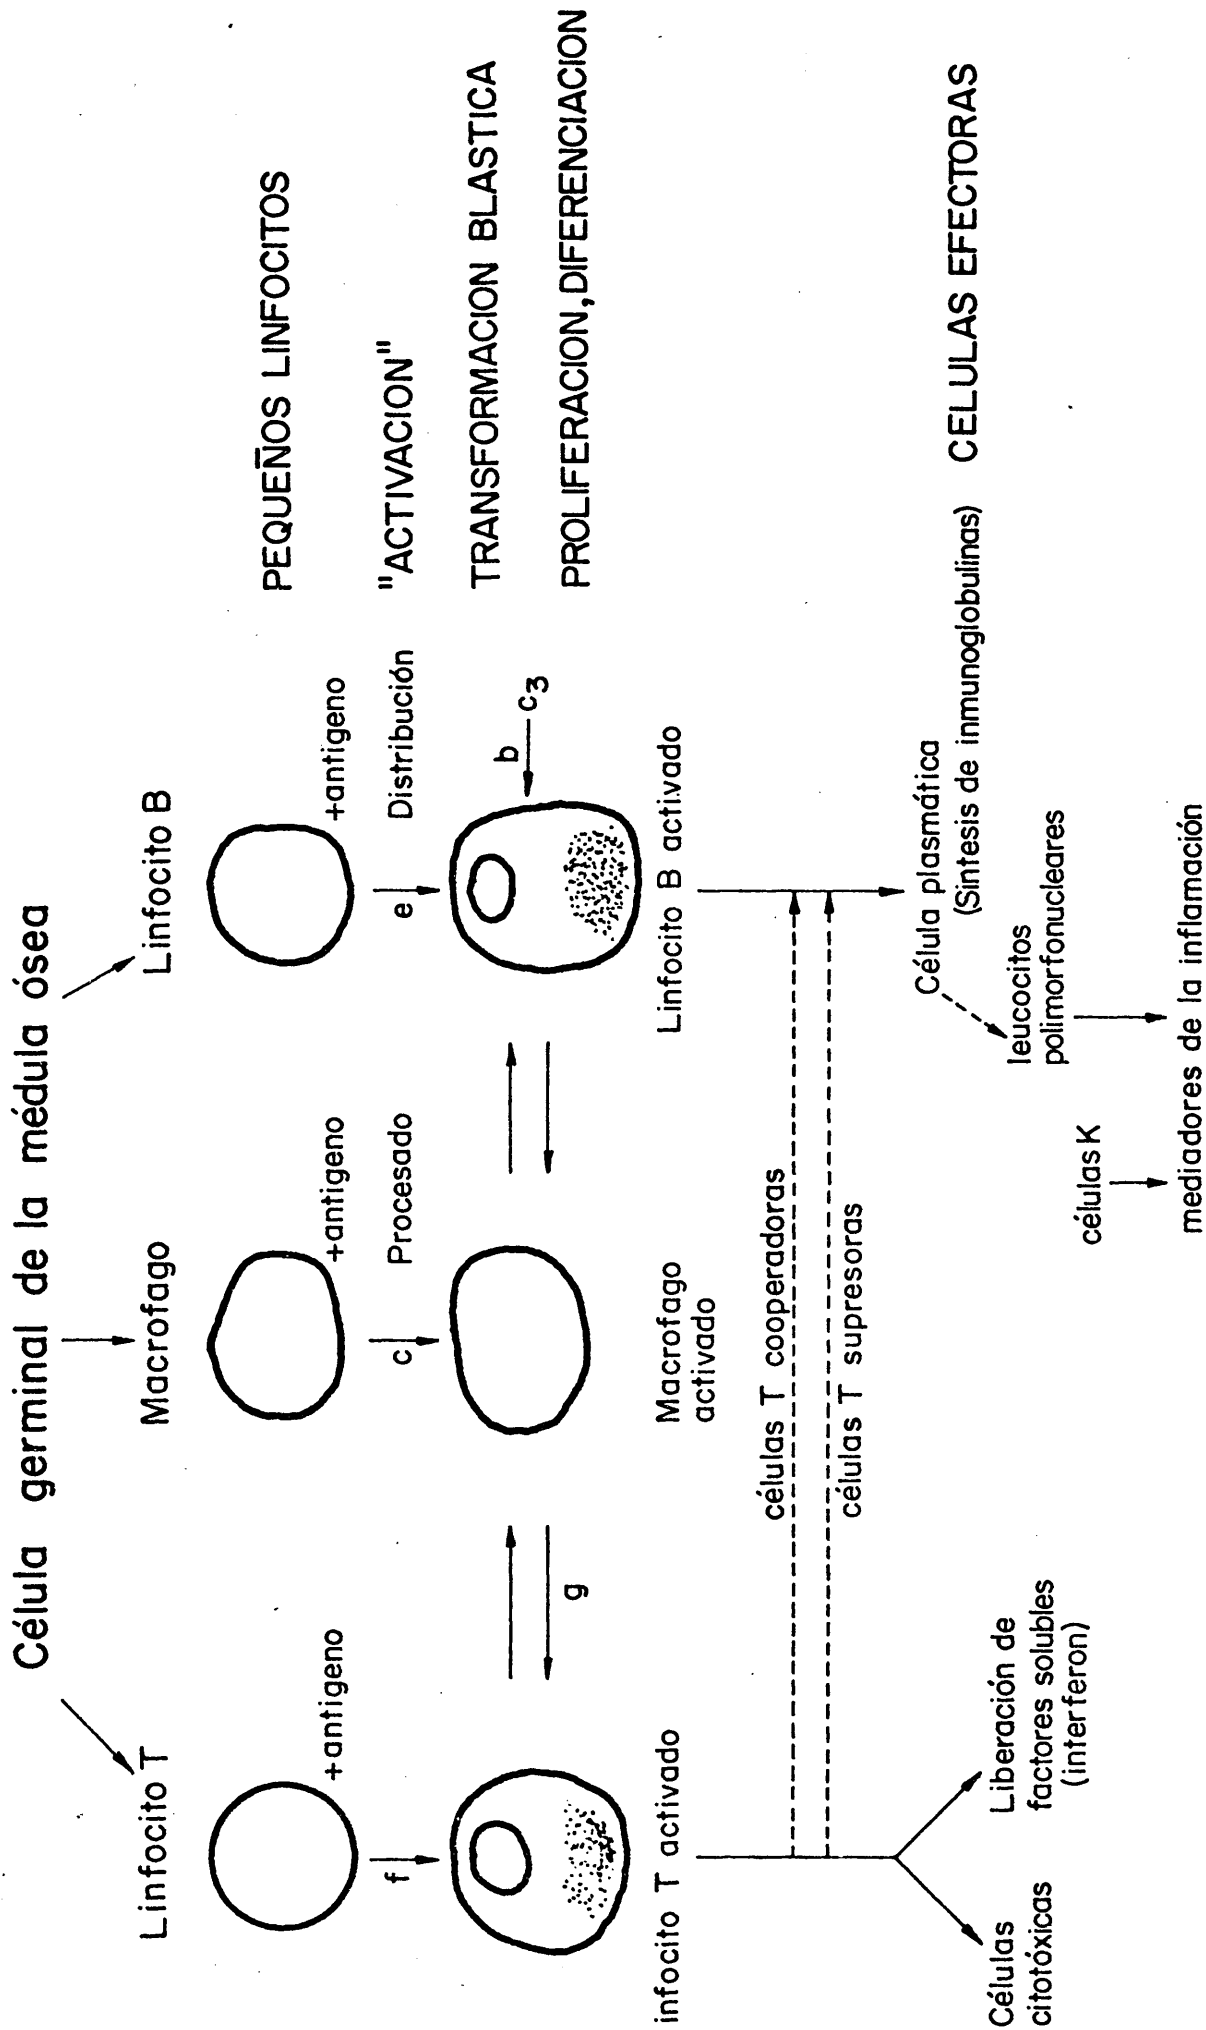 Célula germinal de la médula ósea
Linfocito T
Macrofago
Linfocito B
PEQUEÑOS LINFOCITOS
+antigeno
+antigeno
+antigeno
f
c
Procesado
e
Distribución
"ACTIVACION"
g
b
c3
TRANSFORMACION BLASTICA
PROLIFERACION, DIFERENCIACION
infocito T activado
Macrofago
activado
Linfocito B activado
células T cooperadoras
células T supresoras
Células
citotóxicas
Liberación de
factores solubles
(interferon)
Célula plasmática
(Sintesis de inmunoglobulinas)
CELULAS EFECTORAS
leucocitos
polimorfonucleares
células K
mediadores de la inflamación